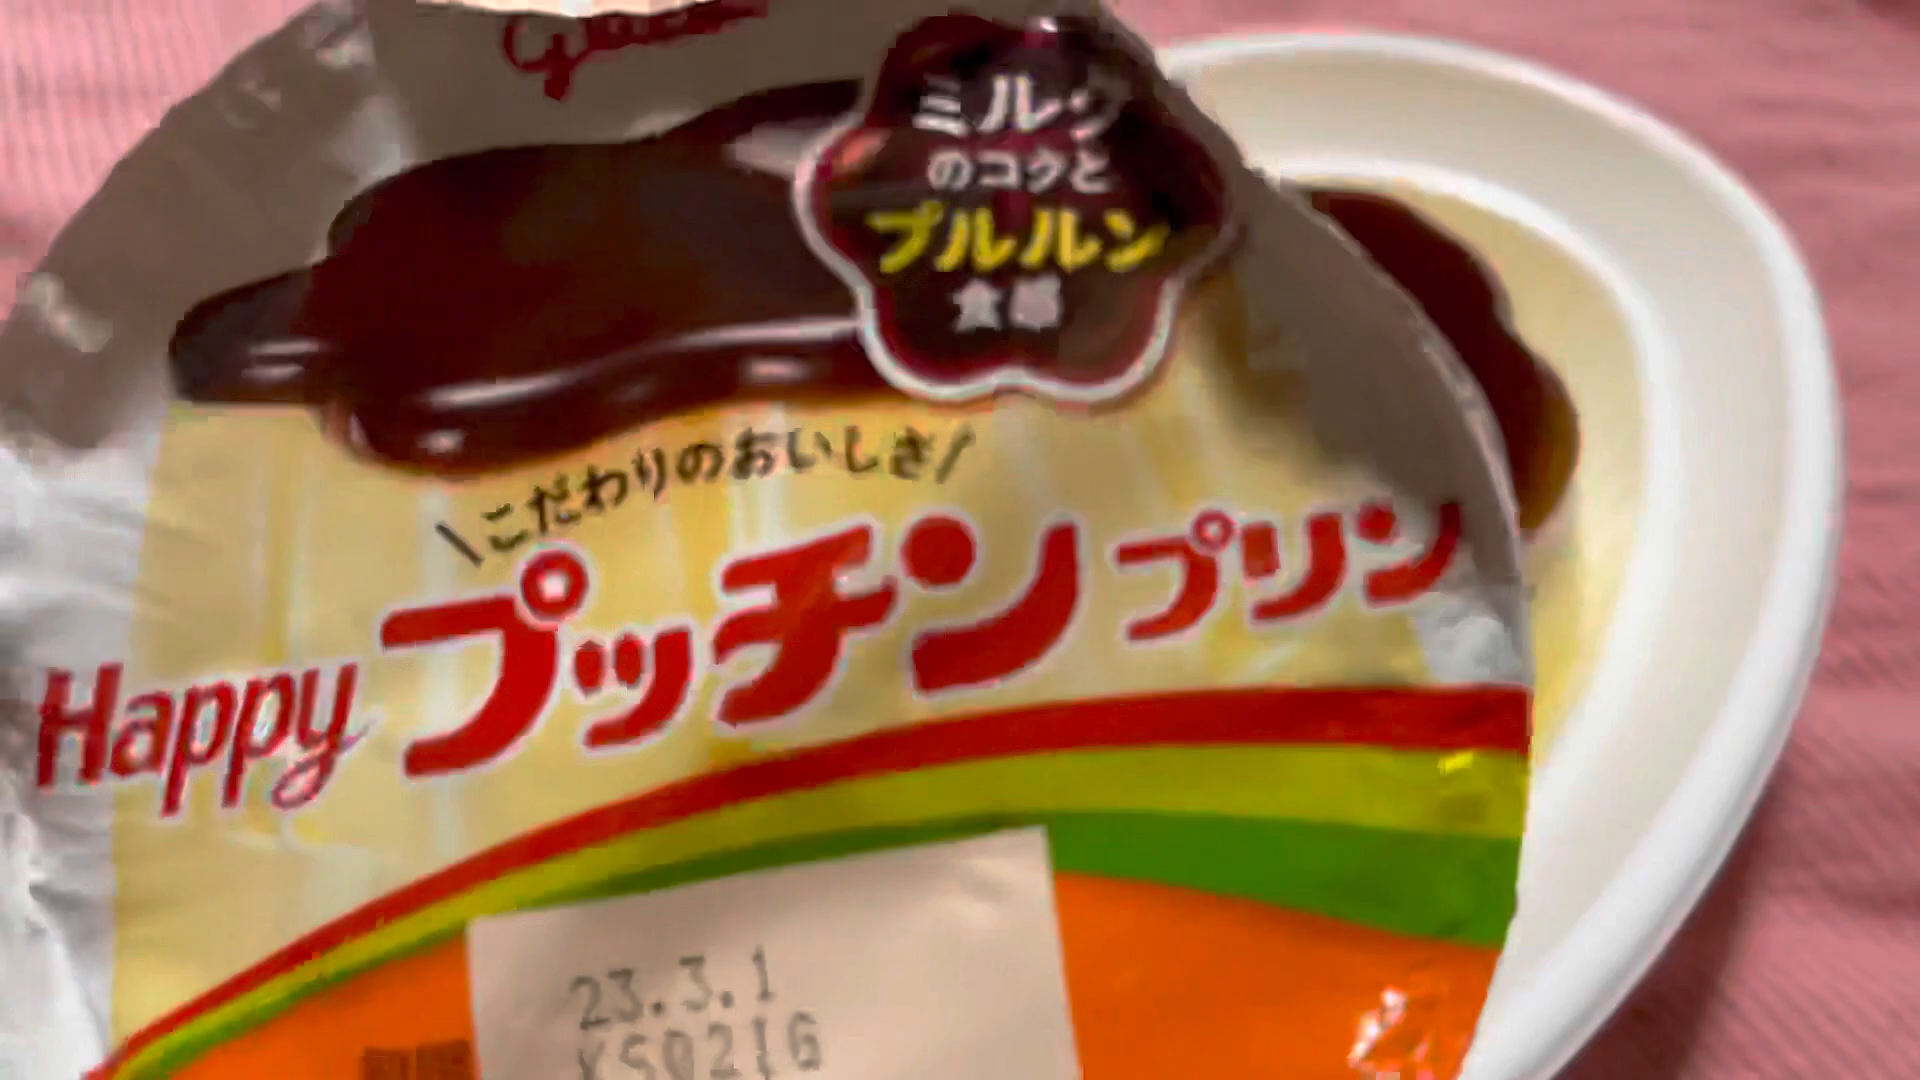 Glico
ミルク
のコクと
プルルン
食感
\こだわりのおいしさ/
Happy プッチンプリン
23.3.1